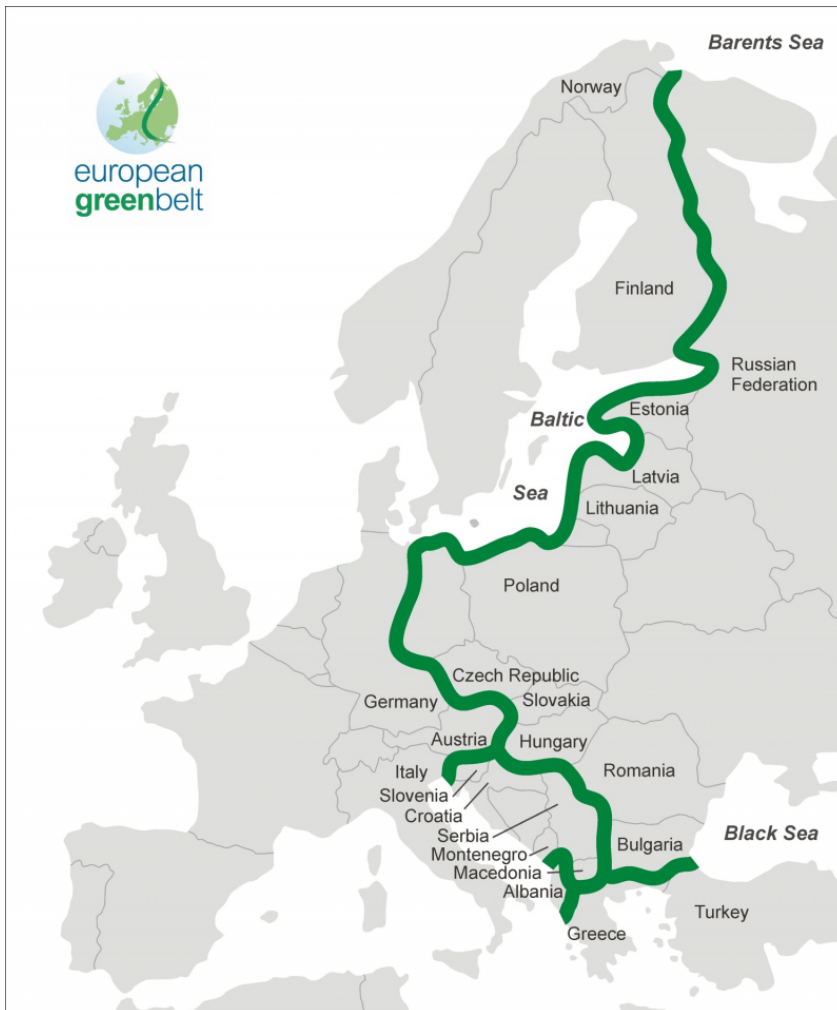 Barents Sea
Norway
european
greenbelt
Finland
Russian
Federation
Estonia
Baltic
Latvia
Sea
Lithuania
Poland
Czech Republic
Germany
Slovakia
Austria
Hungary
Italy
Romania
Slovenia
Croatia
Serbia
Black Sea
Bulgaria
Montenegro
Macedonia
Albania
Turkey
Greece